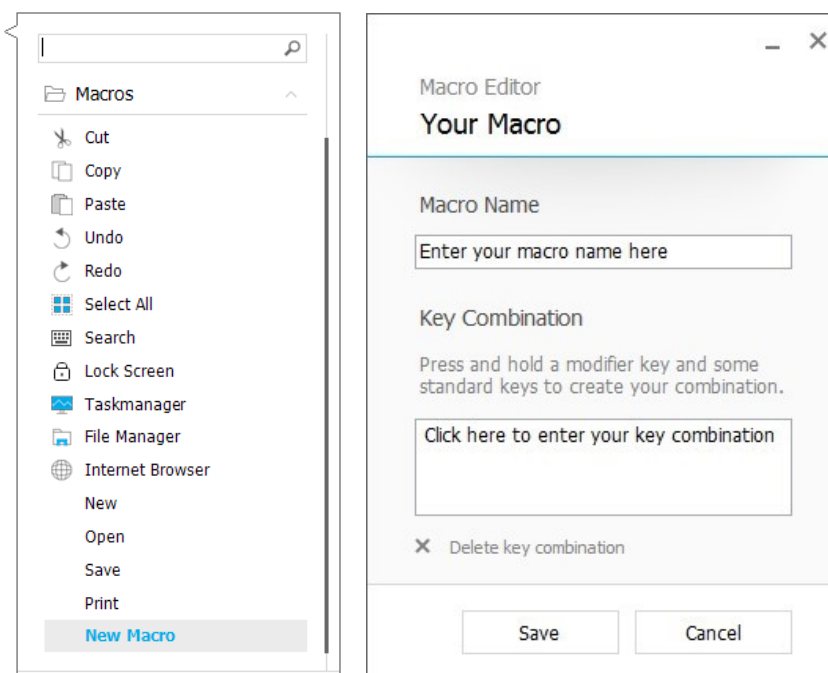 Macros
Cut
Copy
Paste
Undo
Redo
Select All
Search
Lock Screen
Taskmanager
File Manager
Internet Browser
New
Open
Save
Print
New Macro
Macro Editor
Your Macro
Macro Name
Enter your macro name here
Key Combination
Press and hold a modifier key and some
standard keys to create your combination.
Click here to enter your key combination
Delete key combination
Save
Cancel